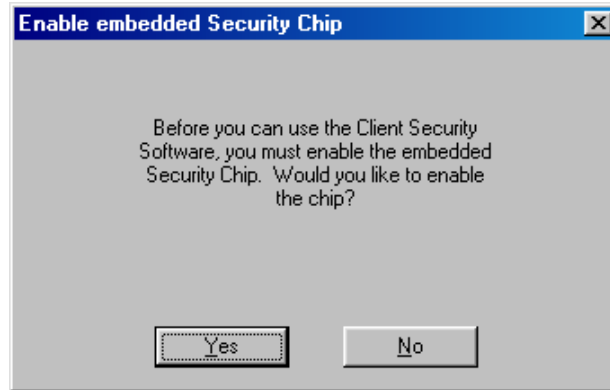 Enable embedded Security Chip
Before you can use the Client Security
Software, you must enable the embedded
Security Chip.  Would you like to enable
the chip?
Yes
No